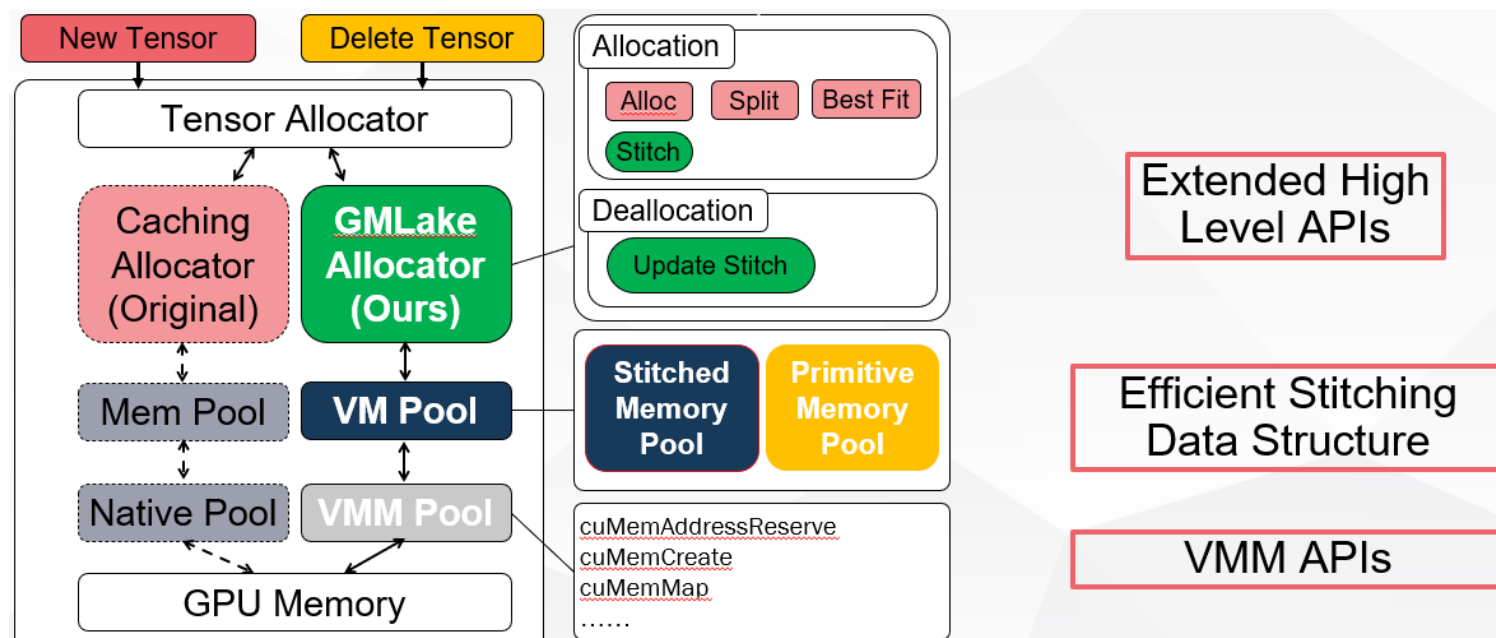 New Tensor
Delete Tensor
Tensor Allocator
Caching
Allocator
(Original)
GMLake
Allocator
(Ours)
Mem Pool
VM Pool
Native Pool
VMM Pool
GPU Memory
Allocation
Alloc
Split
Best Fit
Stitch
Deallocation
Update Stitch
Stitched
Memory
Pool
Primitive
Memory
Pool
cuMemAddressReserve
cuMemCreate
cuMemMap
......
Extended High
Level APIs
Efficient Stitching
Data Structure
VMM APIs